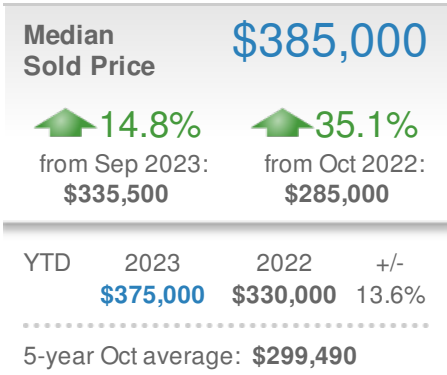 Median $385,000
Sold Price
14.8% 35.1%
from Sep 2023: from Oct 2022:
$335,500 $285,000
YTD 2023 2022 +/-
$375,000 $330,000 13.6%
5-year Oct average: $299,490